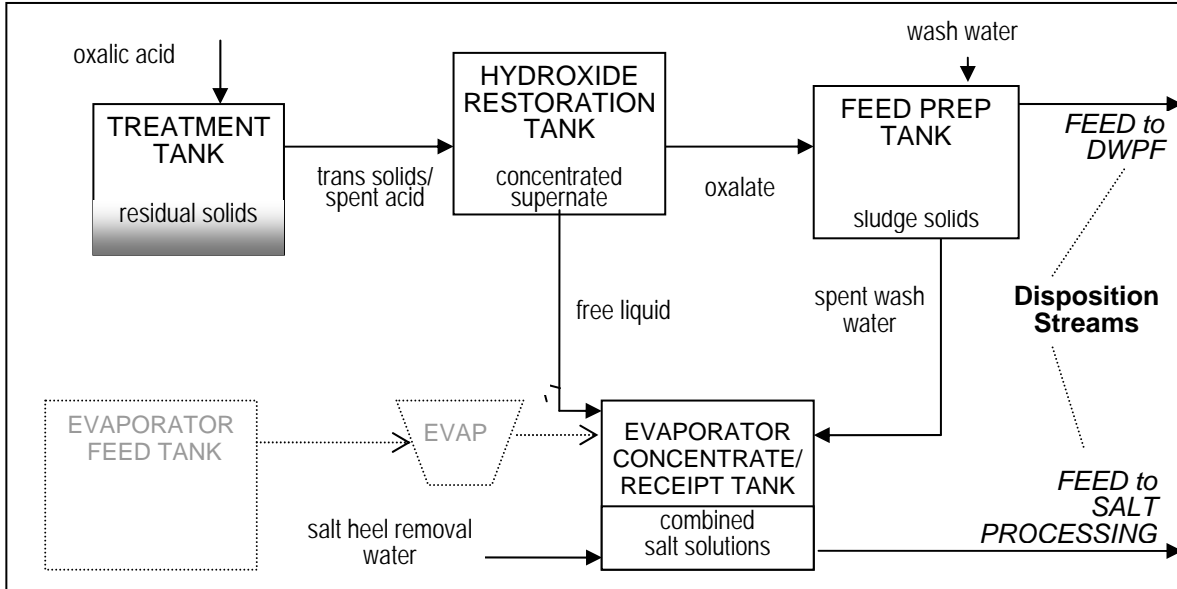 wash water
oxalic acid
HYDROXIDE
RESTORATION
TANK
concentrated
supernate
TREATMENT
TANK
residual solids
trans solids/
spent acid
oxalate
FEED PREP
TANK
sludge solids
FEED to
DWPF
free liquid
spent wash
water
Disposition
Streams
EVAPORATOR
FEED TANK
EVAP
EVAPORATOR
CONCENTRATE/
RECEIPT TANK
combined
salt solutions
salt heel removal
water
FEED to
SALT
PROCESSING